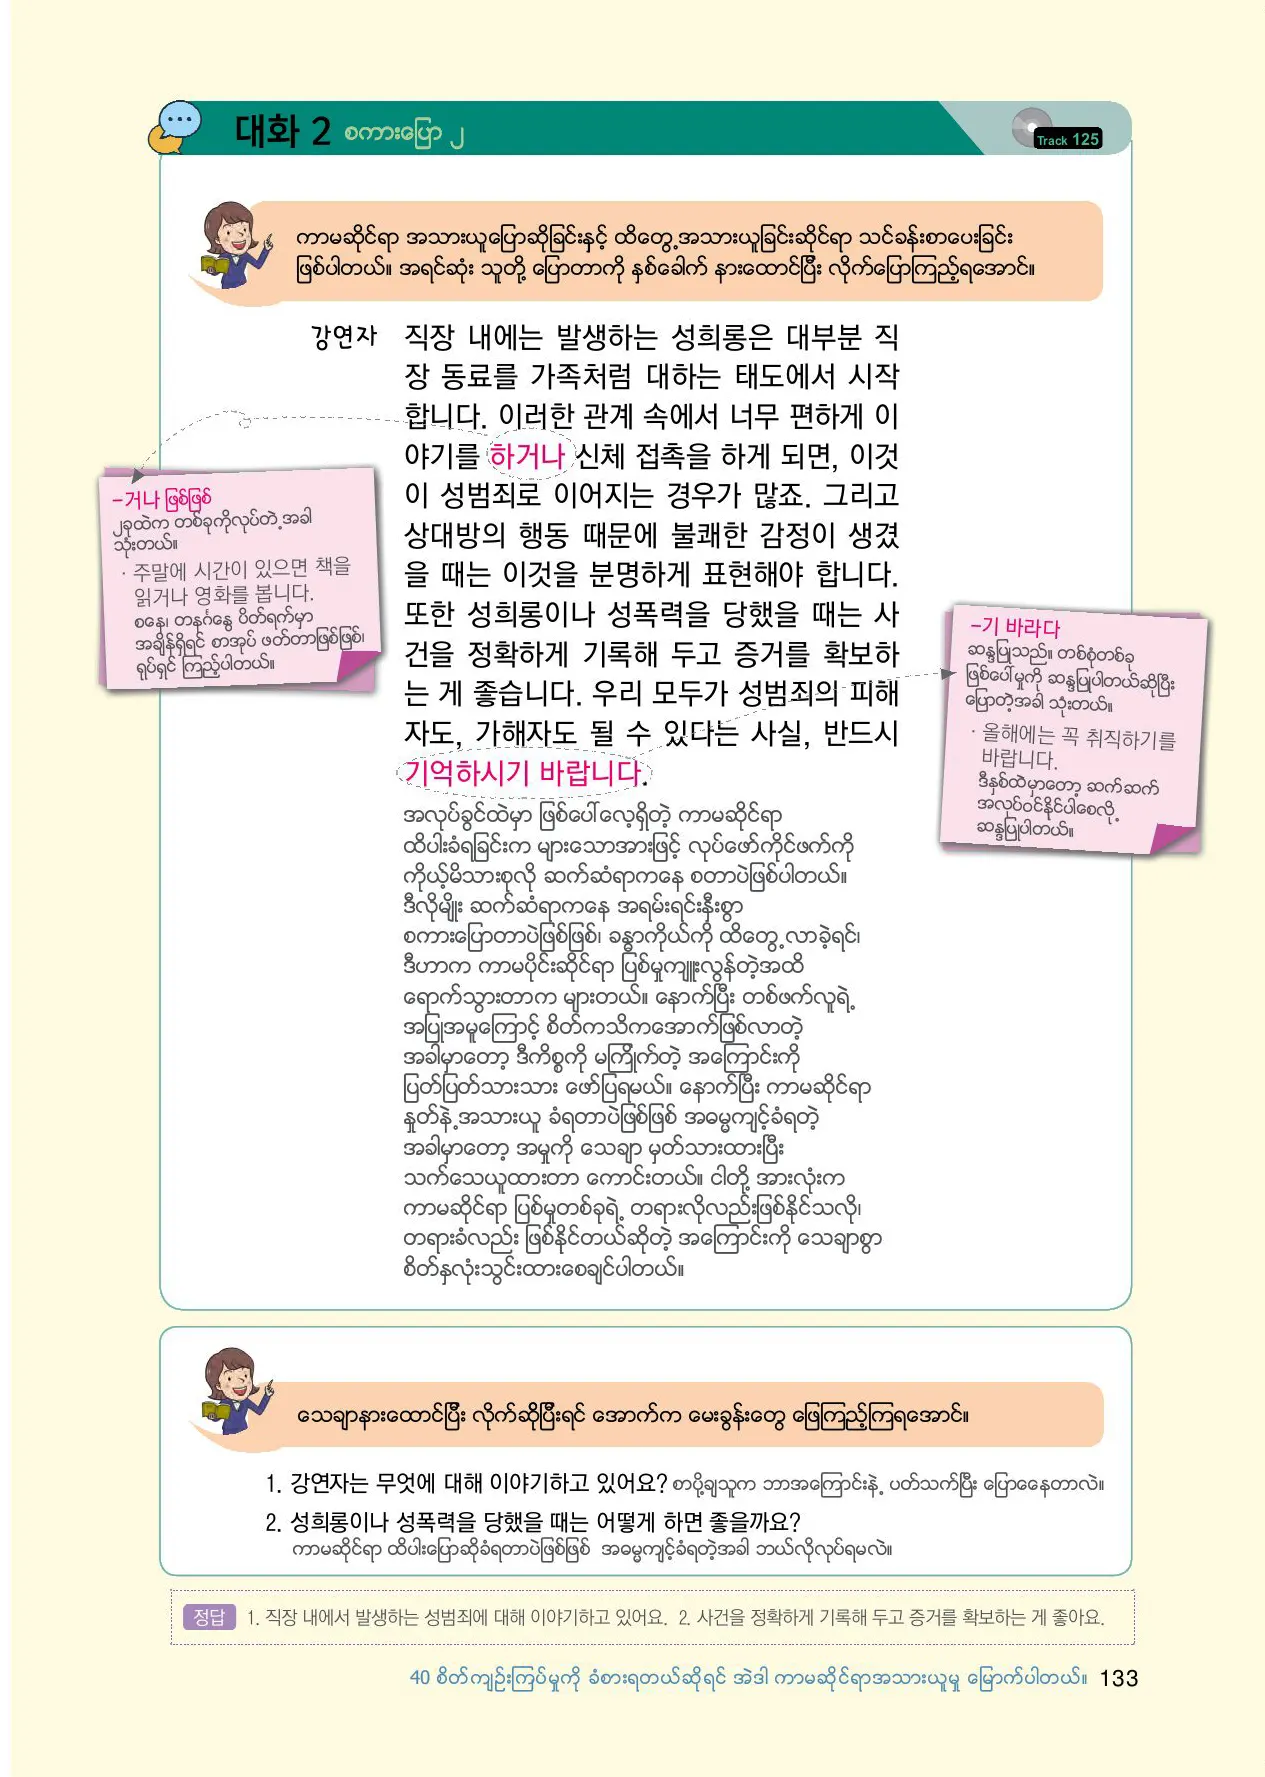 대화 2 စကားပြော ၂
Track 125
ကာမဆိုင်ရာ အသားယူပြောဆိုခြင်းနှင့် ထိတွေ့အသားယူခြင်းဆိုင်ရာ သင်ခန်းစာပေးခြင်း
ဖြစ်ပါတယ်။ အရင်ဆုံး သူတို့ ပြောတာကို နှစ်ခေါက် နားထောင်ပြီး လိုက်ပြောကြည့်ရအောင်။
강연자 직장 내에는 발생하는 성희롱은 대부분 직
장 동료를 가족처럼 대하는 태도에서 시작
합니다. 이러한 관계 속에서 너무 편하게 이
야기를 하거나 신체 접촉을 하게 되면, 이것
이 성범죄로 이어지는 경우가 많죠. 그리고
상대방의 행동 때문에 불쾌한 감정이 생겼
을 때는 이것을 분명하게 표현해야 합니다.
또한 성희롱이나 성폭력을 당했을 때는 사
건을 정확하게 기록해 두고 증거를 확보하
는 게 좋습니다. 우리 모두가 성범죄의 피해
자도, 가해자도 될 수 있다는 사실, 반드시
기억하시기 바랍니다.
အလုပ်ခွင်ထဲမှာ ဖြစ်ပေါ်လေ့ရှိတဲ့ ကာမဆိုင်ရာ
ထိပါးခံရခြင်းက များသောအားဖြင့် လုပ်ဖော်ကိုင်ဖက်ကို
ကိုယ့်မိသားစုလို ဆက်ဆံရာကနေ စတာပဲဖြစ်ပါတယ်။
ဒီလိုမျိုး ဆက်ဆံရာကနေ အရမ်းရင်းနှီးစွာ
စကားပြောတာပဲဖြစ်ဖြစ်၊ ခန္ဓာကိုယ်ကို ထိတွေ့လာခဲ့ရင်၊
ဒီဟာက ကာမပိုင်းဆိုင်ရာ ပြစ်မှုကျူးလွန်တဲ့အထိ
ရောက်သွားတာက များတယ်။ နောက်ပြီး တစ်ဖက်လူရဲ့
အပြုအမူကြောင့် စိတ်ကသိကအောက်ဖြစ်လာတဲ့
အခါမှာတော့ ဒီကိစ္စကို မကြိုက်တဲ့ အကြောင်းကို
ပြတ်ပြတ်သားသား ဖော်ပြရမယ်။ နောက်ပြီး ကာမဆိုင်ရာ
နှုတ်နဲ့အသားယူ ခံရတာပဲဖြစ်ဖြစ် အဓမ္မကျင့်ခံရတဲ့
အခါမှာတော့ အမှုကို သေချာ မှတ်သားထားပြီး
သက်သေယူထားတာ ကောင်းတယ်။ ငါတို့ အားလုံးက
ကာမဆိုင်ရာ ပြစ်မှုတစ်ခုရဲ့ တရားလိုလည်းဖြစ်နိုင်သလို၊
တရားခံလည်း ဖြစ်နိုင်တယ်ဆိုတဲ့ အကြောင်းကို သေချာစွာ
စိတ်နှလုံးသွင်းထားစေချင်ပါတယ်။
-거나 ဖြစ်ဖြစ်
၂ခုထဲက တစ်ခုကိုလုပ်တဲ့အခါ
သုံးတယ်။
· 주말에 시간이 있으면 책을
읽거나 영화를 봅니다.
စနေ၊ တနင်္ဂနွေ ပိတ်ရက်မှာ
အချိန်ရှိရင် စာအုပ် ဖတ်တာဖြစ်ဖြစ်၊
ရုပ်ရှင် ကြည့်ပါတယ်။
-기 바라다
ဆန္ဒပြုသည်။ တစ်စုံတစ်ခု
ဖြစ်ပေါ်မှုကို ဆန္ဒပြုပါတယ်ဆိုပြီး
ပြောတဲ့အခါ သုံးတယ်။
· 올해에는 꼭 취직하기를
바랍니다.
ဒီနှစ်ထဲမှာတော့ ဆက်ဆက်
အလုပ်ဝင်နိုင်ပါစေလို့
ဆန္ဒပြုပါတယ်။
သေချာနားထောင်ပြီး လိုက်ဆိုပြီးရင် အောက်က မေးခွန်းတွေ ဖြေကြည့်ကြရအောင်။
1. 강연자는 무엇에 대해 이야기하고 있어요? စာပို့ချသူက ဘာအကြောင်းနဲ့ ပတ်သက်ပြီး ပြောနေတာလဲ။
2. 성희롱이나 성폭력을 당했을 때는 어떻게 하면 좋을까요?
ကာမဆိုင်ရာ ထိပါးပြောဆိုခံရတာပဲဖြစ်ဖြစ် အဓမ္မကျင့်ခံရတဲ့အခါ ဘယ်လိုလုပ်ရမလဲ။
정답 1. 직장 내에서 발생하는 성범죄에 대해 이야기하고 있어요. 2. 사건을 정확하게 기록해 두고 증거를 확보하는 게 좋아요.
40 စိတ်ကျဉ်းကြပ်မှုကို ခံစားရတယ်ဆိုရင် အဲဒါ ကာမဆိုင်ရာအသားယူမှု မြောက်ပါတယ်။ 133